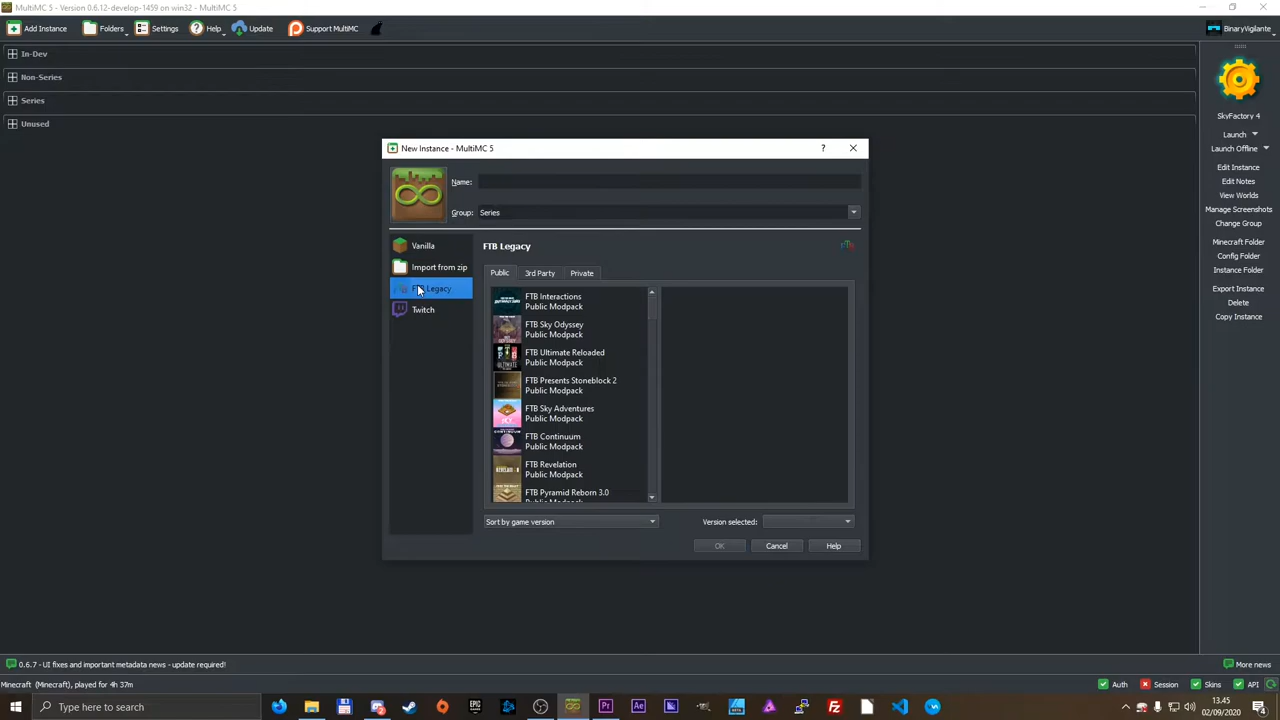 MultiMC 5 - Version 0.6.12-develop-1459 on win32 - MultiMC 5
Add Instance
Folders
Settings
Help
Update
Support MultiMC
BinaryVigilante
In-Dev
Non-Series
Series
Unused
SkyFactory 4
Launch
Launch Offline
Edit Instance
Edit Notes
View Worlds
Manage Screenshots
Change Group
Minecraft Folder
Config Folder
Instance Folder
Export Instance
Delete
Copy Instance
New Instance - MultiMC 5
?
Name:
Group: Series
Vanilla
Import from zip
FTB Legacy
Twitch
FTB Legacy
Public
3rd Party
Private
FTB Interactions
Public Modpack
FTB Sky Odyssey
Public Modpack
FTB Ultimate Reloaded
Public Modpack
FTB Presents Stoneblock 2
Public Modpack
FTB Sky Adventures
Public Modpack
FTB Continuum
Public Modpack
FTB Revelation
Public Modpack
FTB Pyramid Reborn 3.0
Public Modpack
Sort by game version
Version selected:
OK
Cancel
Help
0.6.7 - UI fixes and important metadata news - update required!
More news
Minecraft (Minecraft), played for 4h 37m
Auth
Session
Skins
API
Type here to search
13.45
02/09/2020